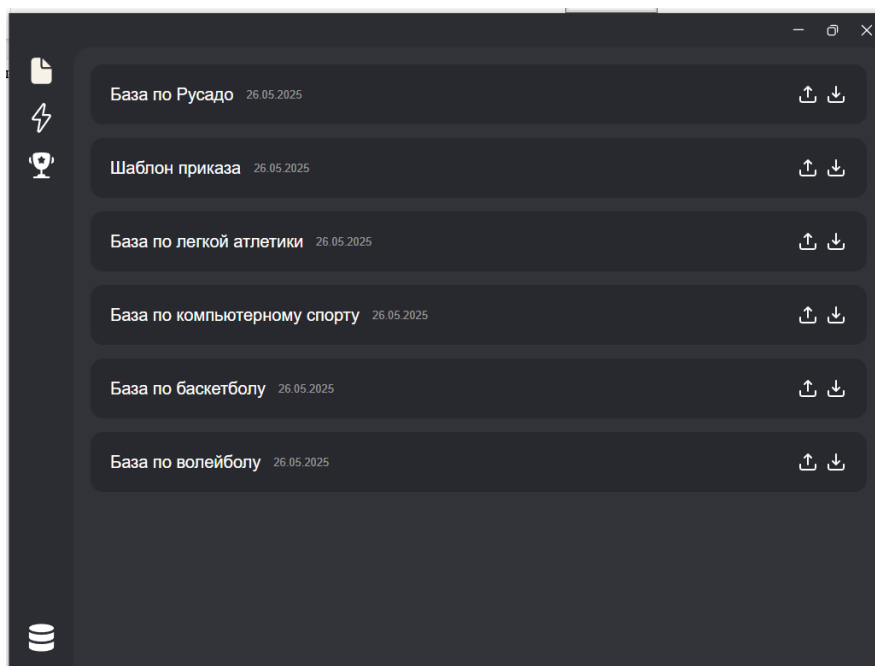 База по Русадо 26.05.2025
Шаблон приказа 26.05.2025
База по легкой атлетики 26.05.2025
База по компьютерному спорту 26.05.2025
База по баскетболу 26.05.2025
База по волейболу 26.05.2025